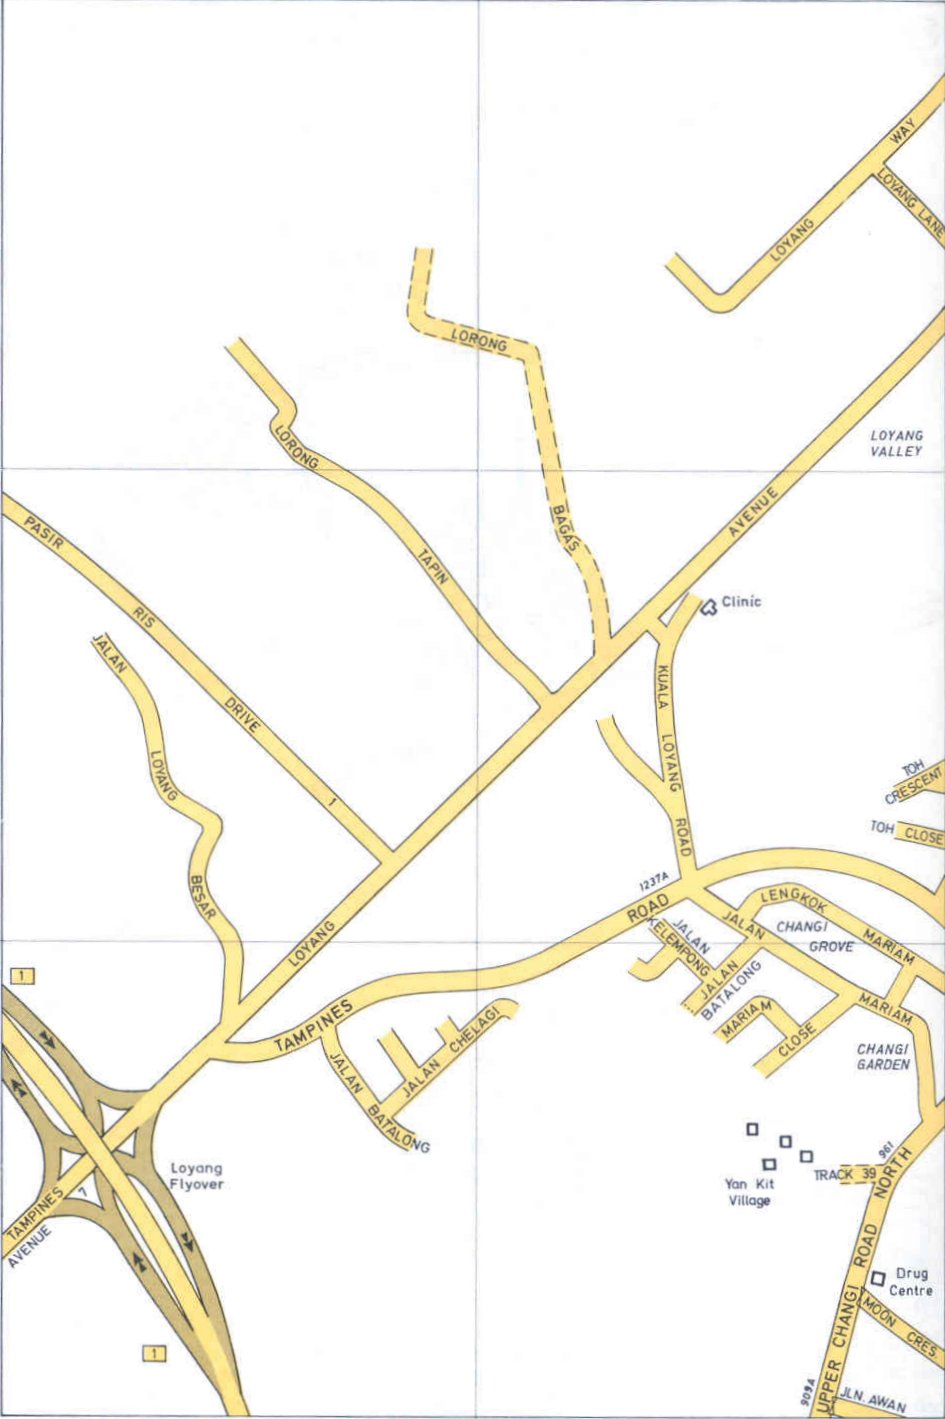 WAY
LOYANG LANE
LOYANG
LORONG
LORONG
LOYANG
VALLEY
AVENUE
PASIR
BAGAS
TAPIN
RIS
Clinic
JALAN
KUALA
DRIVE
LOYANG
LOYANG
TOH
CRESCENT
1
ROAD
TOH CLOSE
BESAR
1237A
ROAD
LENGKOK
JALAN
CHANGI
GROVE
MARIAM
JALAN
KELEMPONG
LOYANG
1
JALAN
BATALONG
TAMPINES
MARIAM
MARIAM
CLOSE
CHELAGI
JALAN
JALAN
BATALONG
CHANGI
GARDEN
961
Loyang
Flyover
Yan Kit
Village
TRACK 39
NORTH
TAMPINES
7
AVENUE
ROAD
Drug
Centre
CHANGI
MOON CRES
1
UPPER
909A
JLN. AWAN